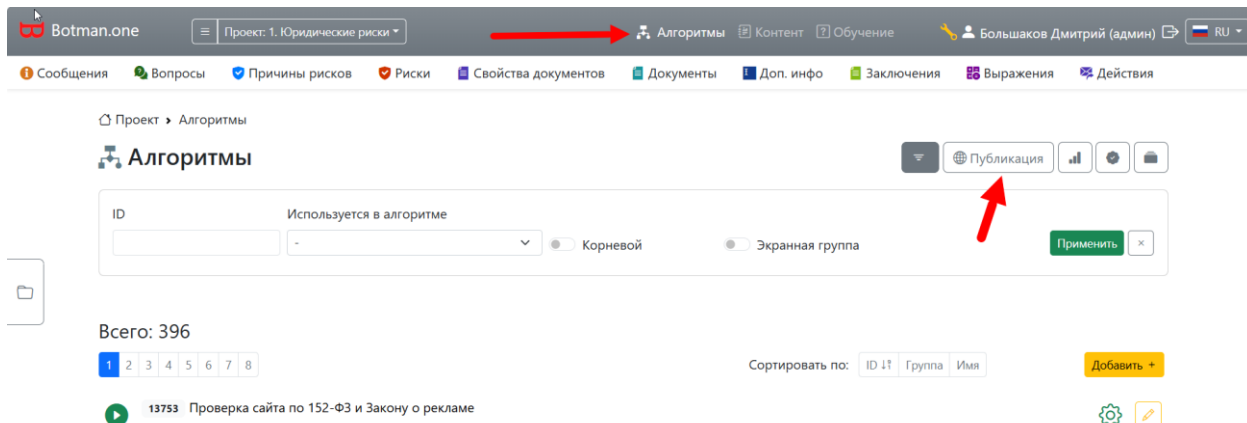 Botman.one Проект: 1. Юридические риски Алгоритмы Контент Обучение Большаков Дмитрий (админ) RU
Сообщения Вопросы Причины рисков Риски Свойства документов Документы Доп. инфо Заключения Выражения Действия
Проект › Алгоритмы
Алгоритмы Публикация
ID Используется в алгоритме
- Корневой Экранная группа Применить ×
Всего: 396
1 2 3 4 5 6 7 8 Сортировать по: ID Группа Имя Добавить +
13753 Проверка сайта по 152-ФЗ и Закону о рекламе